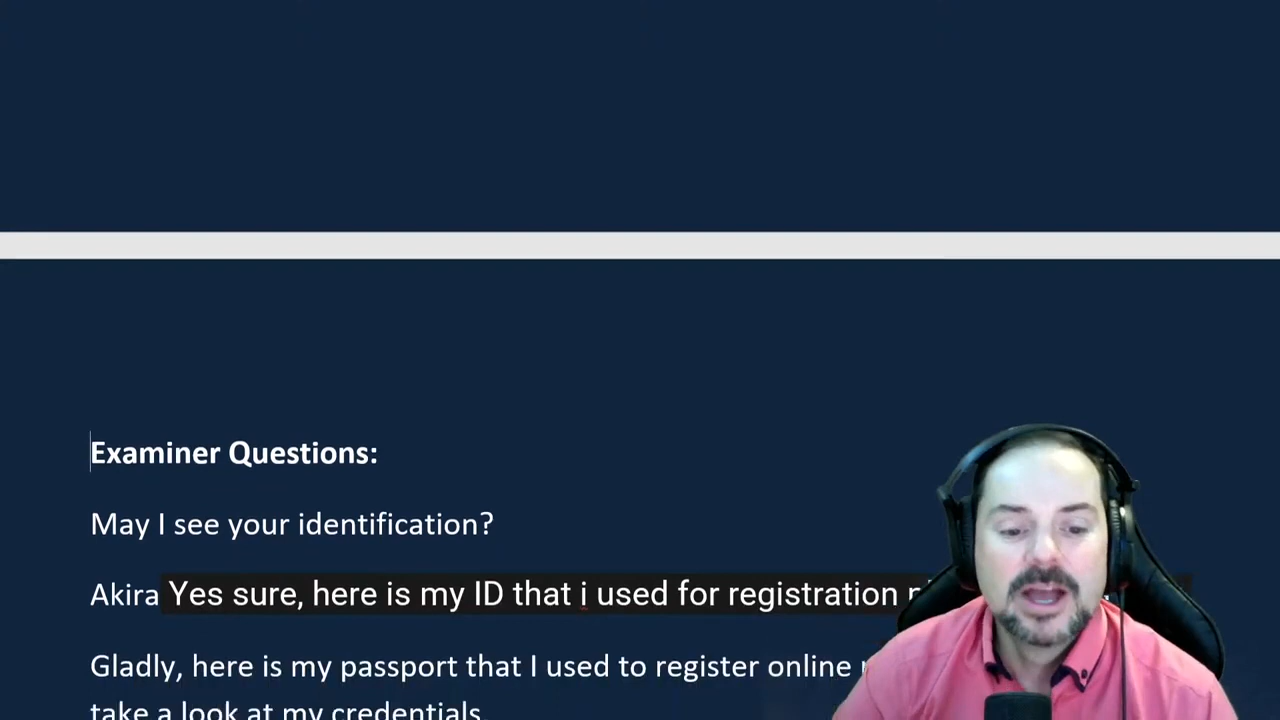 Examiner Questions:
May I see your identification?
Akira Yes sure, here is my ID that i used for registration
Gladly, here is my passport that I used to register online
take a look at my credentials.